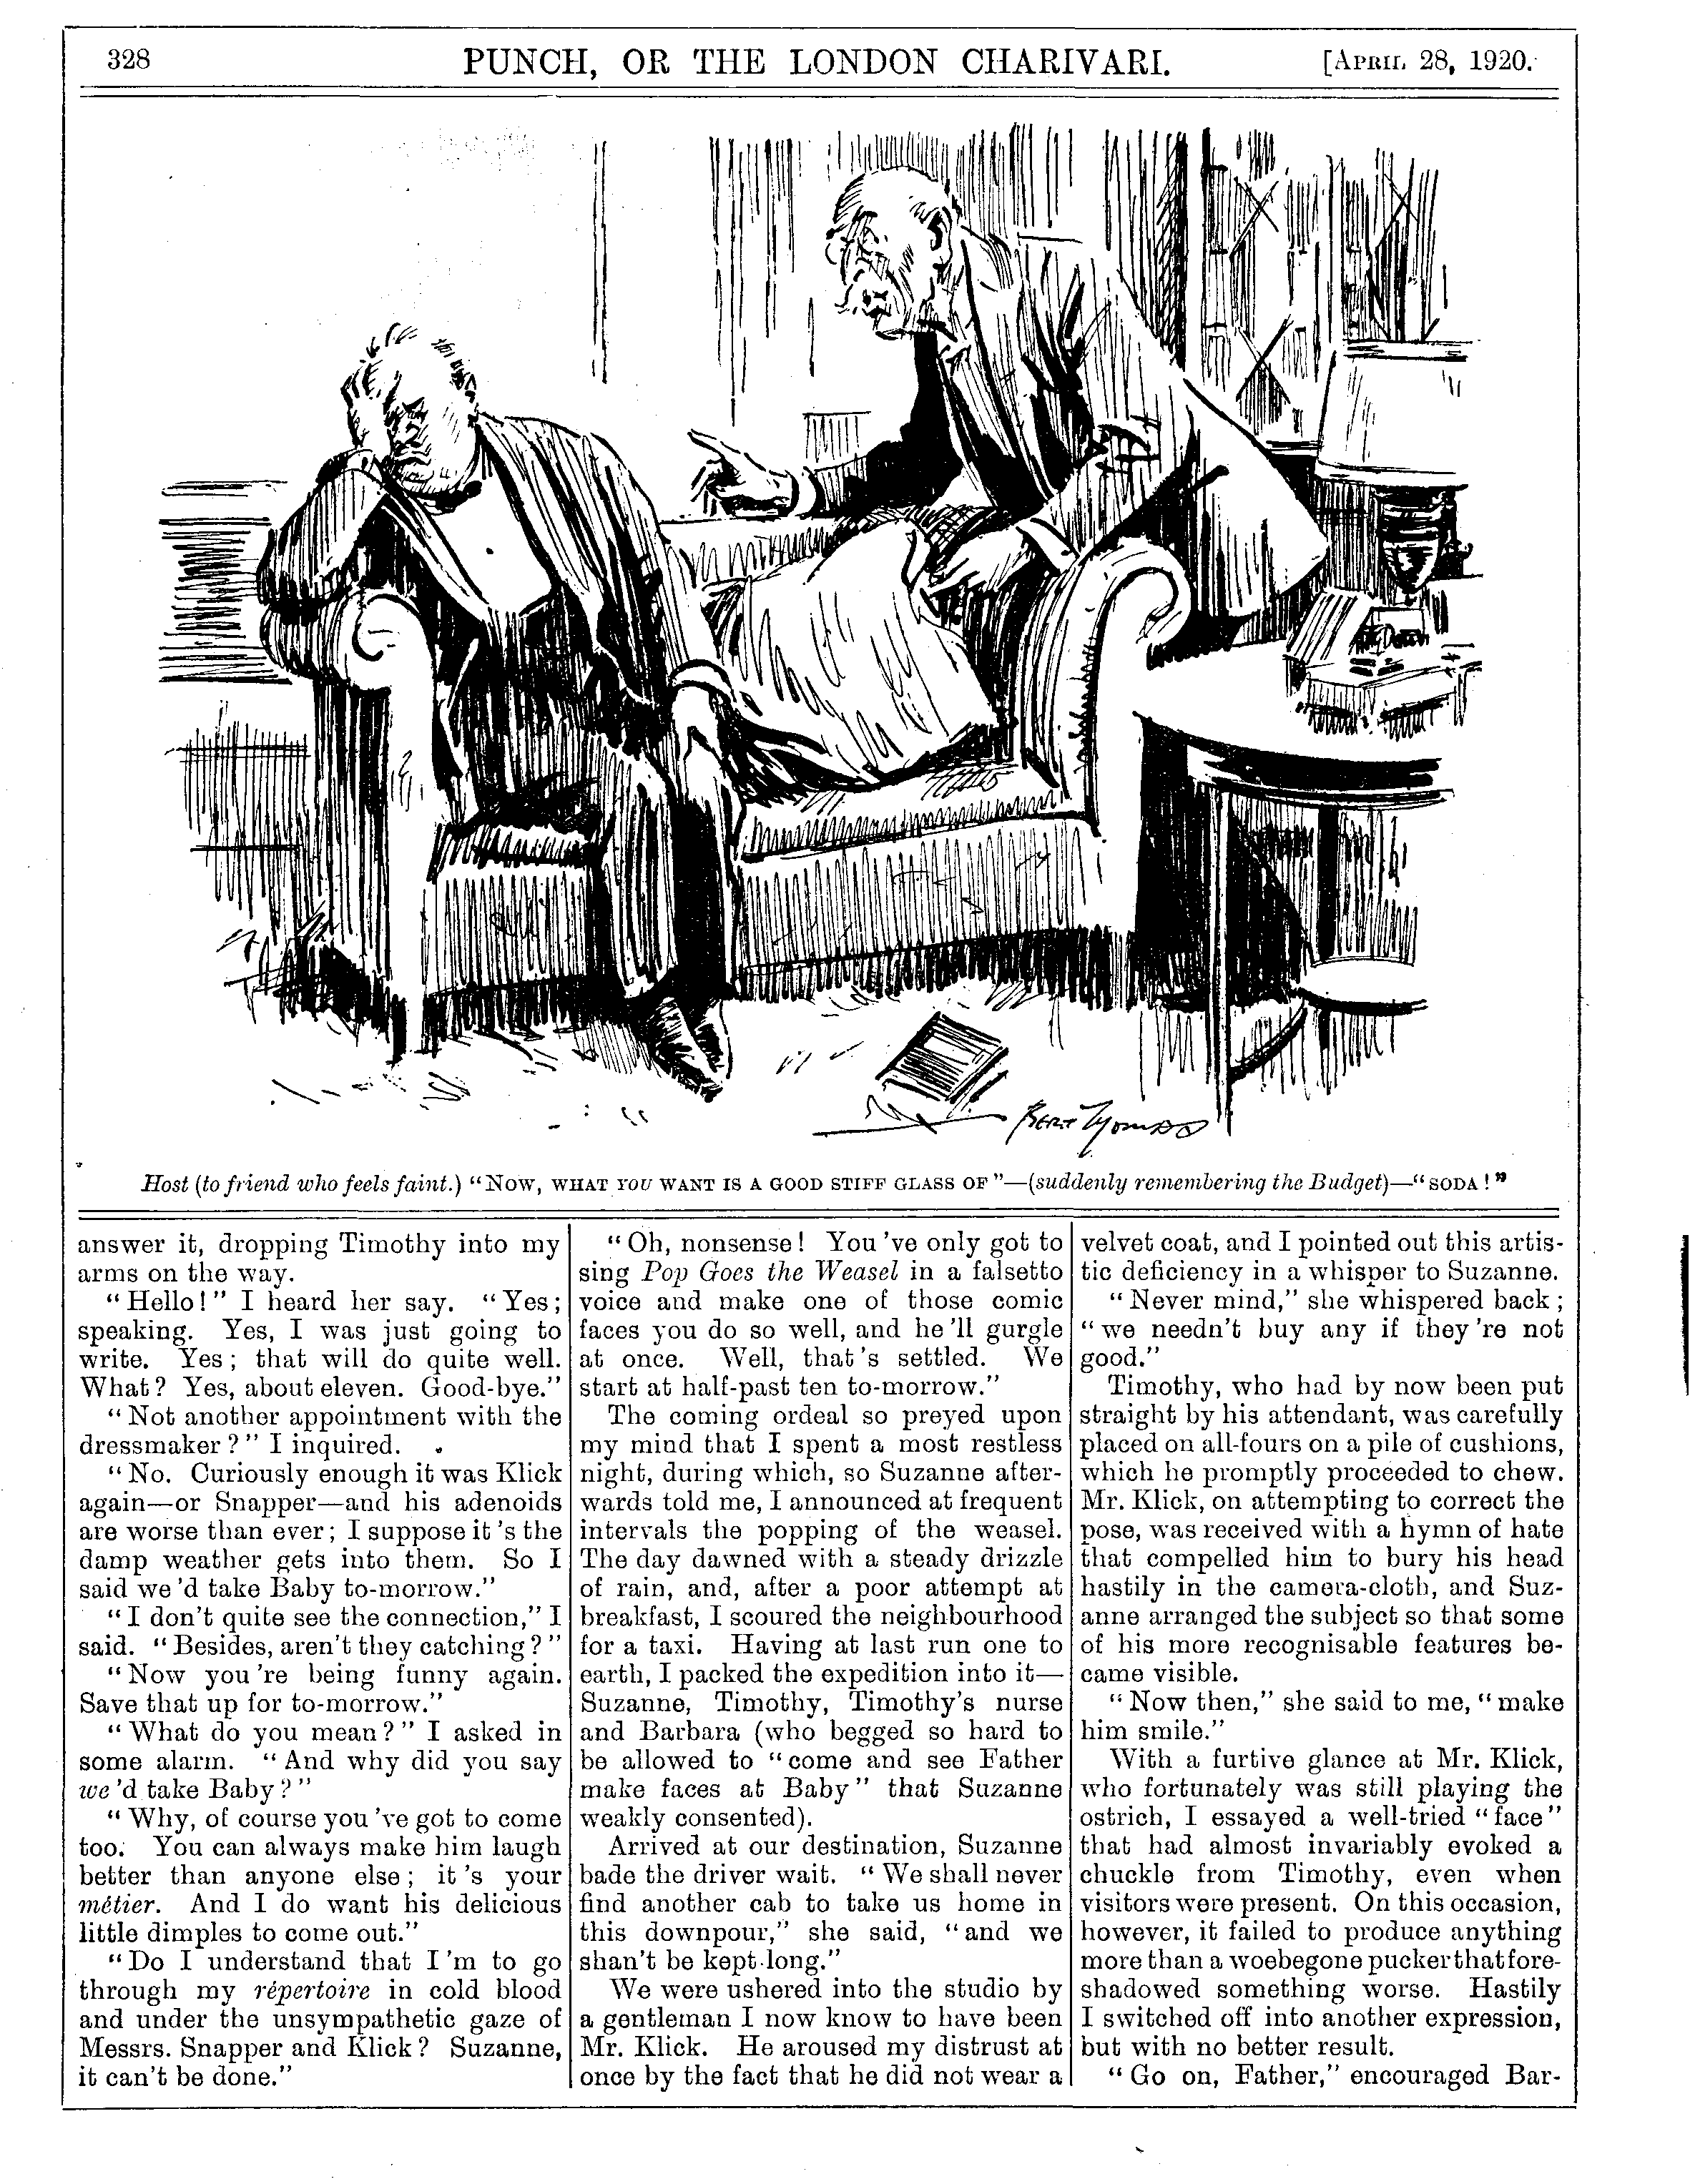 328 PUNCH, OR THE LONDON CHARIVARI. [APRIL 28, 1920.
BERT THOMAS
Host (to friend who feels faint.) "NOW, WHAT YOU WANT IS A GOOD STIFF GLASS OF"—(suddenly remembering the Budget)—"SODA!"
answer it, dropping Timothy into my
arms on the way.
"Hello!" I heard her say. "Yes;
speaking. Yes, I was just going to
write. Yes; that will do quite well.
What? Yes, about eleven. Good-bye."
"Not another appointment with the
dressmaker?" I inquired.
"No. Curiously enough it was Klick
again—or Snapper—and his adenoids
are worse than ever; I suppose it's the
damp weather gets into them. So I
said we'd take Baby to-morrow."
"I don't quite see the connection," I
said. "Besides, aren't they catching?"
"Now you're being funny again.
Save that up for to-morrow."
"What do you mean?" I asked in
some alarm. "And why did you say
we'd take Baby?"
"Why, of course you've got to come
too. You can always make him laugh
better than anyone else; it's your
métier. And I do want his delicious
little dimples to come out."
"Do I understand that I'm to go
through my répertoire in cold blood
and under the unsympathetic gaze of
Messrs. Snapper and Klick? Suzanne,
it can't be done."
"Oh, nonsense! You've only got to
sing Pop Goes the Weasel in a falsetto
voice and make one of those comic
faces you do so well, and he'll gurgle
at once. Well, that's settled. We
start at half-past ten to-morrow."
The coming ordeal so preyed upon
my mind that I spent a most restless
night, during which, so Suzanne after-
wards told me, I announced at frequent
intervals the popping of the weasel.
The day dawned with a steady drizzle
of rain, and, after a poor attempt at
breakfast, I scoured the neighbourhood
for a taxi. Having at last run one to
earth, I packed the expedition into it—
Suzanne, Timothy, Timothy's nurse
and Barbara (who begged so hard to
be allowed to "come and see Father
make faces at Baby" that Suzanne
weakly consented).
Arrived at our destination, Suzanne
bade the driver wait. "We shall never
find another cab to take us home in
this downpour," she said, "and we
shan't be kept long."
We were ushered into the studio by
a gentleman I now know to have been
Mr. Klick. He aroused my distrust at
once by the fact that he did not wear a
velvet coat, and I pointed out this artis-
tic deficiency in a whisper to Suzanne.
"Never mind," she whispered back;
"we needn't buy any if they're not
good."
Timothy, who had by now been put
straight by his attendant, was carefully
placed on all-fours on a pile of cushions,
which he promptly proceeded to chew.
Mr. Klick, on attempting to correct the
pose, was received with a hymn of hate
that compelled him to bury his head
hastily in the camera-cloth, and Suz-
anne arranged the subject so that some
of his more recognisable features be-
came visible.
"Now then," she said to me, "make
him smile."
With a furtive glance at Mr. Klick,
who fortunately was still playing the
ostrich, I essayed a well-tried "face"
that had almost invariably evoked a
chuckle from Timothy, even when
visitors were present. On this occasion,
however, it failed to produce anything
more than a woebegone pucker that fore-
shadowed something worse. Hastily
I switched off into another expression,
but with no better result.
"Go on, Father," encouraged Bar-